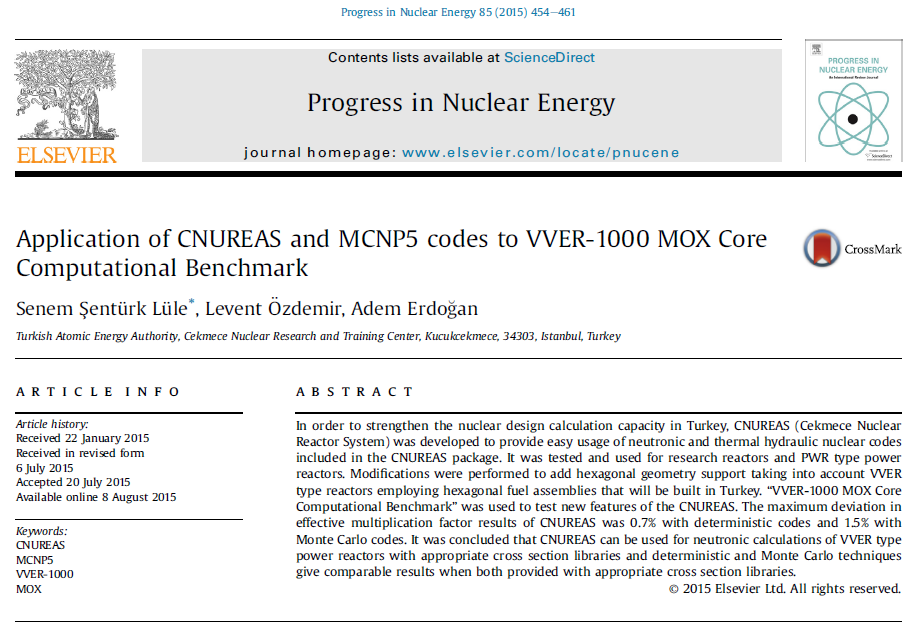 Progress in Nuclear Energy 85 (2015) 454–461
Contents lists available at ScienceDirect
Progress in Nuclear Energy
journal homepage: www.elsevier.com/locate/pnucene
ELSEVIER
PROGRESS IN
NUCLEAR ENERGY
An International Review Journal
Application of CNUREAS and MCNP5 codes to VVER-1000 MOX Core
Computational Benchmark
CrossMark
Senem Şentürk Lüle*, Levent Özdemir, Adem Erdoğan
Turkish Atomic Energy Authority, Cekmece Nuclear Research and Training Center, Kucukcekmece, 34303, Istanbul, Turkey
ARTICLE INFO
Article history:
Received 22 January 2015
Received in revised form
6 July 2015
Accepted 20 July 2015
Available online 8 August 2015
Keywords:
CNUREAS
MCNP5
VVER-1000
MOX
ABSTRACT
In order to strengthen the nuclear design calculation capacity in Turkey, CNUREAS (Cekmece Nuclear
Reactor System) was developed to provide easy usage of neutronic and thermal hydraulic nuclear codes
included in the CNUREAS package. It was tested and used for research reactors and PWR type power
reactors. Modifications were performed to add hexagonal geometry support taking into account VVER
type reactors employing hexagonal fuel assemblies that will be built in Turkey. “VVER-1000 MOX Core
Computational Benchmark” was used to test new features of the CNUREAS. The maximum deviation in
effective multiplication factor results of CNUREAS was 0.7% with deterministic codes and 1.5% with
Monte Carlo codes. It was concluded that CNUREAS can be used for neutronic calculations of VVER type
power reactors with appropriate cross section libraries and deterministic and Monte Carlo techniques
give comparable results when both provided with appropriate cross section libraries.
© 2015 Elsevier Ltd. All rights reserved.